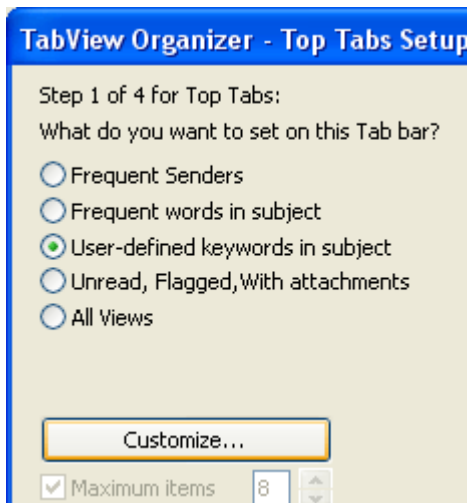 TabView Organizer - Top Tabs Setup
Step 1 of 4 for Top Tabs:
What do you want to set on this Tab bar?
Frequent Senders
Frequent words in subject
User-defined keywords in subject
Unread, Flagged,With attachments
All Views
Customize...
Maximum items 8